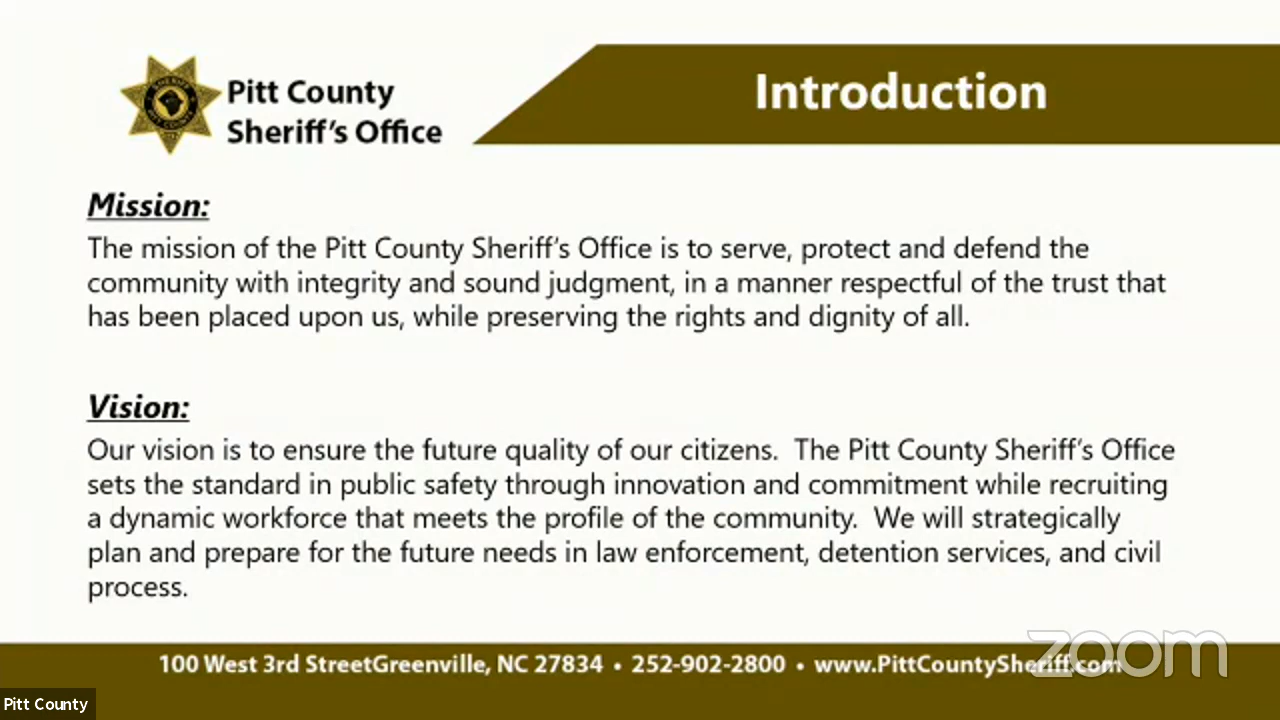 Pitt County
Sheriff's Office
Introduction
Mission:
The mission of the Pitt County Sheriff's Office is to serve, protect and defend the
community with integrity and sound judgment, in a manner respectful of the trust that
has been placed upon us, while preserving the rights and dignity of all.
Vision:
Our vision is to ensure the future quality of our citizens.  The Pitt County Sheriff's Office
sets the standard in public safety through innovation and commitment while recruiting
a dynamic workforce that meets the profile of the community.  We will strategically
plan and prepare for the future needs in law enforcement, detention services, and civil
process.
100 West 3rd StreetGreenville, NC 27834 • 252-902-2800 • www.PittCountySheriff.com
zoom
Pitt County